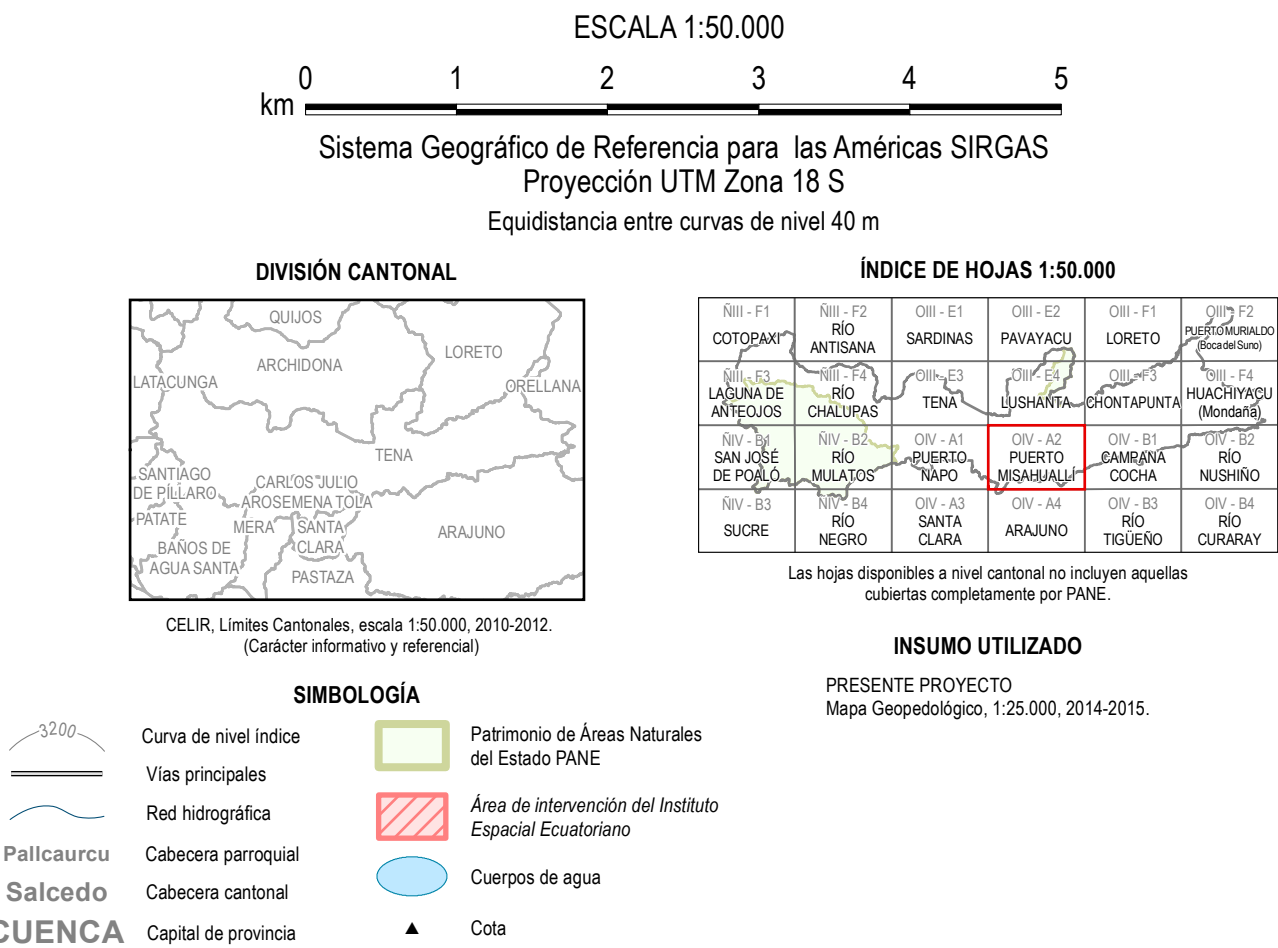 ESCALA 1:50.000
0 1 2 3 4 5
km
Sistema Geográfico de Referencia para las Américas SIRGAS
Proyección UTM Zona 18 S
Equidistancia entre curvas de nivel 40 m
DIVISIÓN CANTONAL
QUIJOS
ARCHIDONA
LORETO
LATACUNGA
ORELLANA
TENA
SANTIAGO
DE PÍLLARO
CARLOS JULIO
AROSEMENA TOLA
PATATE
MERA
SANTA
CLARA
ARAJUNO
BAÑOS DE
AGUA SANTA
PASTAZA
CELIR, Límites Cantonales, escala 1:50.000, 2010-2012.
(Carácter informativo y referencial)
ÍNDICE DE HOJAS 1:50.000
ÑIII - F1
COTOPAXI
ÑIII - F2
RÍO
ANTISANA
OIII - E1
SARDINAS
OIII - E2
PAVAYACU
OIII - F1
LORETO
OIII - F2
PUERTO MURIALDO
(Boca del Suno)
ÑIII - F3
LAGUNA DE
ANTEOJOS
ÑIII - F4
RÍO
CHALUPAS
OIII - E3
TENA
OIII - E4
LUSHANTA
OIII - F3
CHONTAPUNTA
OIII - F4
HUACHIYACU
(Mondaña)
ÑIV - B1
SAN JOSÉ
DE POALÓ
ÑIV - B2
RÍO
MULATOS
OIV - A1
PUERTO
NAPO
OIV - A2
PUERTO
MISAHUALLÍ
OIV - B1
CAMPANA
COCHA
OIV - B2
RÍO
NUSHIÑO
ÑIV - B3
SUCRE
ÑIV - B4
RÍO
NEGRO
OIV - A3
SANTA
CLARA
OIV - A4
ARAJUNO
OIV - B3
RÍO
TIGÜEÑO
OIV - B4
RÍO
CURARAY
Las hojas disponibles a nivel cantonal no incluyen aquellas
cubiertas completamente por PANE.
INSUMO UTILIZADO
PRESENTE PROYECTO
Mapa Geopedológico, 1:25.000, 2014-2015.
SIMBOLOGÍA
3200 Curva de nivel índice
Vías principales
Red hidrográfica
Pallcaurcu Cabecera parroquial
Salcedo Cabecera cantonal
CUENCA Capital de provincia
Patrimonio de Áreas Naturales
del Estado PANE
Área de intervención del Instituto
Espacial Ecuatoriano
Cuerpos de agua
Cota